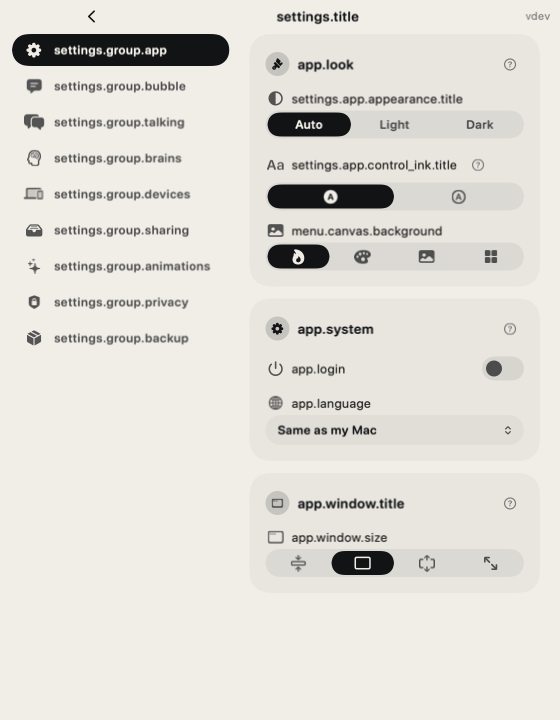 settings.title
vdev
settings.group.app
settings.group.bubble
settings.group.talking
settings.group.brains
settings.group.devices
settings.group.sharing
settings.group.animations
settings.group.privacy
settings.group.backup
app.look
settings.app.appearance.title
Auto Light Dark
Aa settings.app.control_ink.title
A A
menu.canvas.background
app.system
app.login
app.language
Same as my Mac
app.window.title
app.window.size